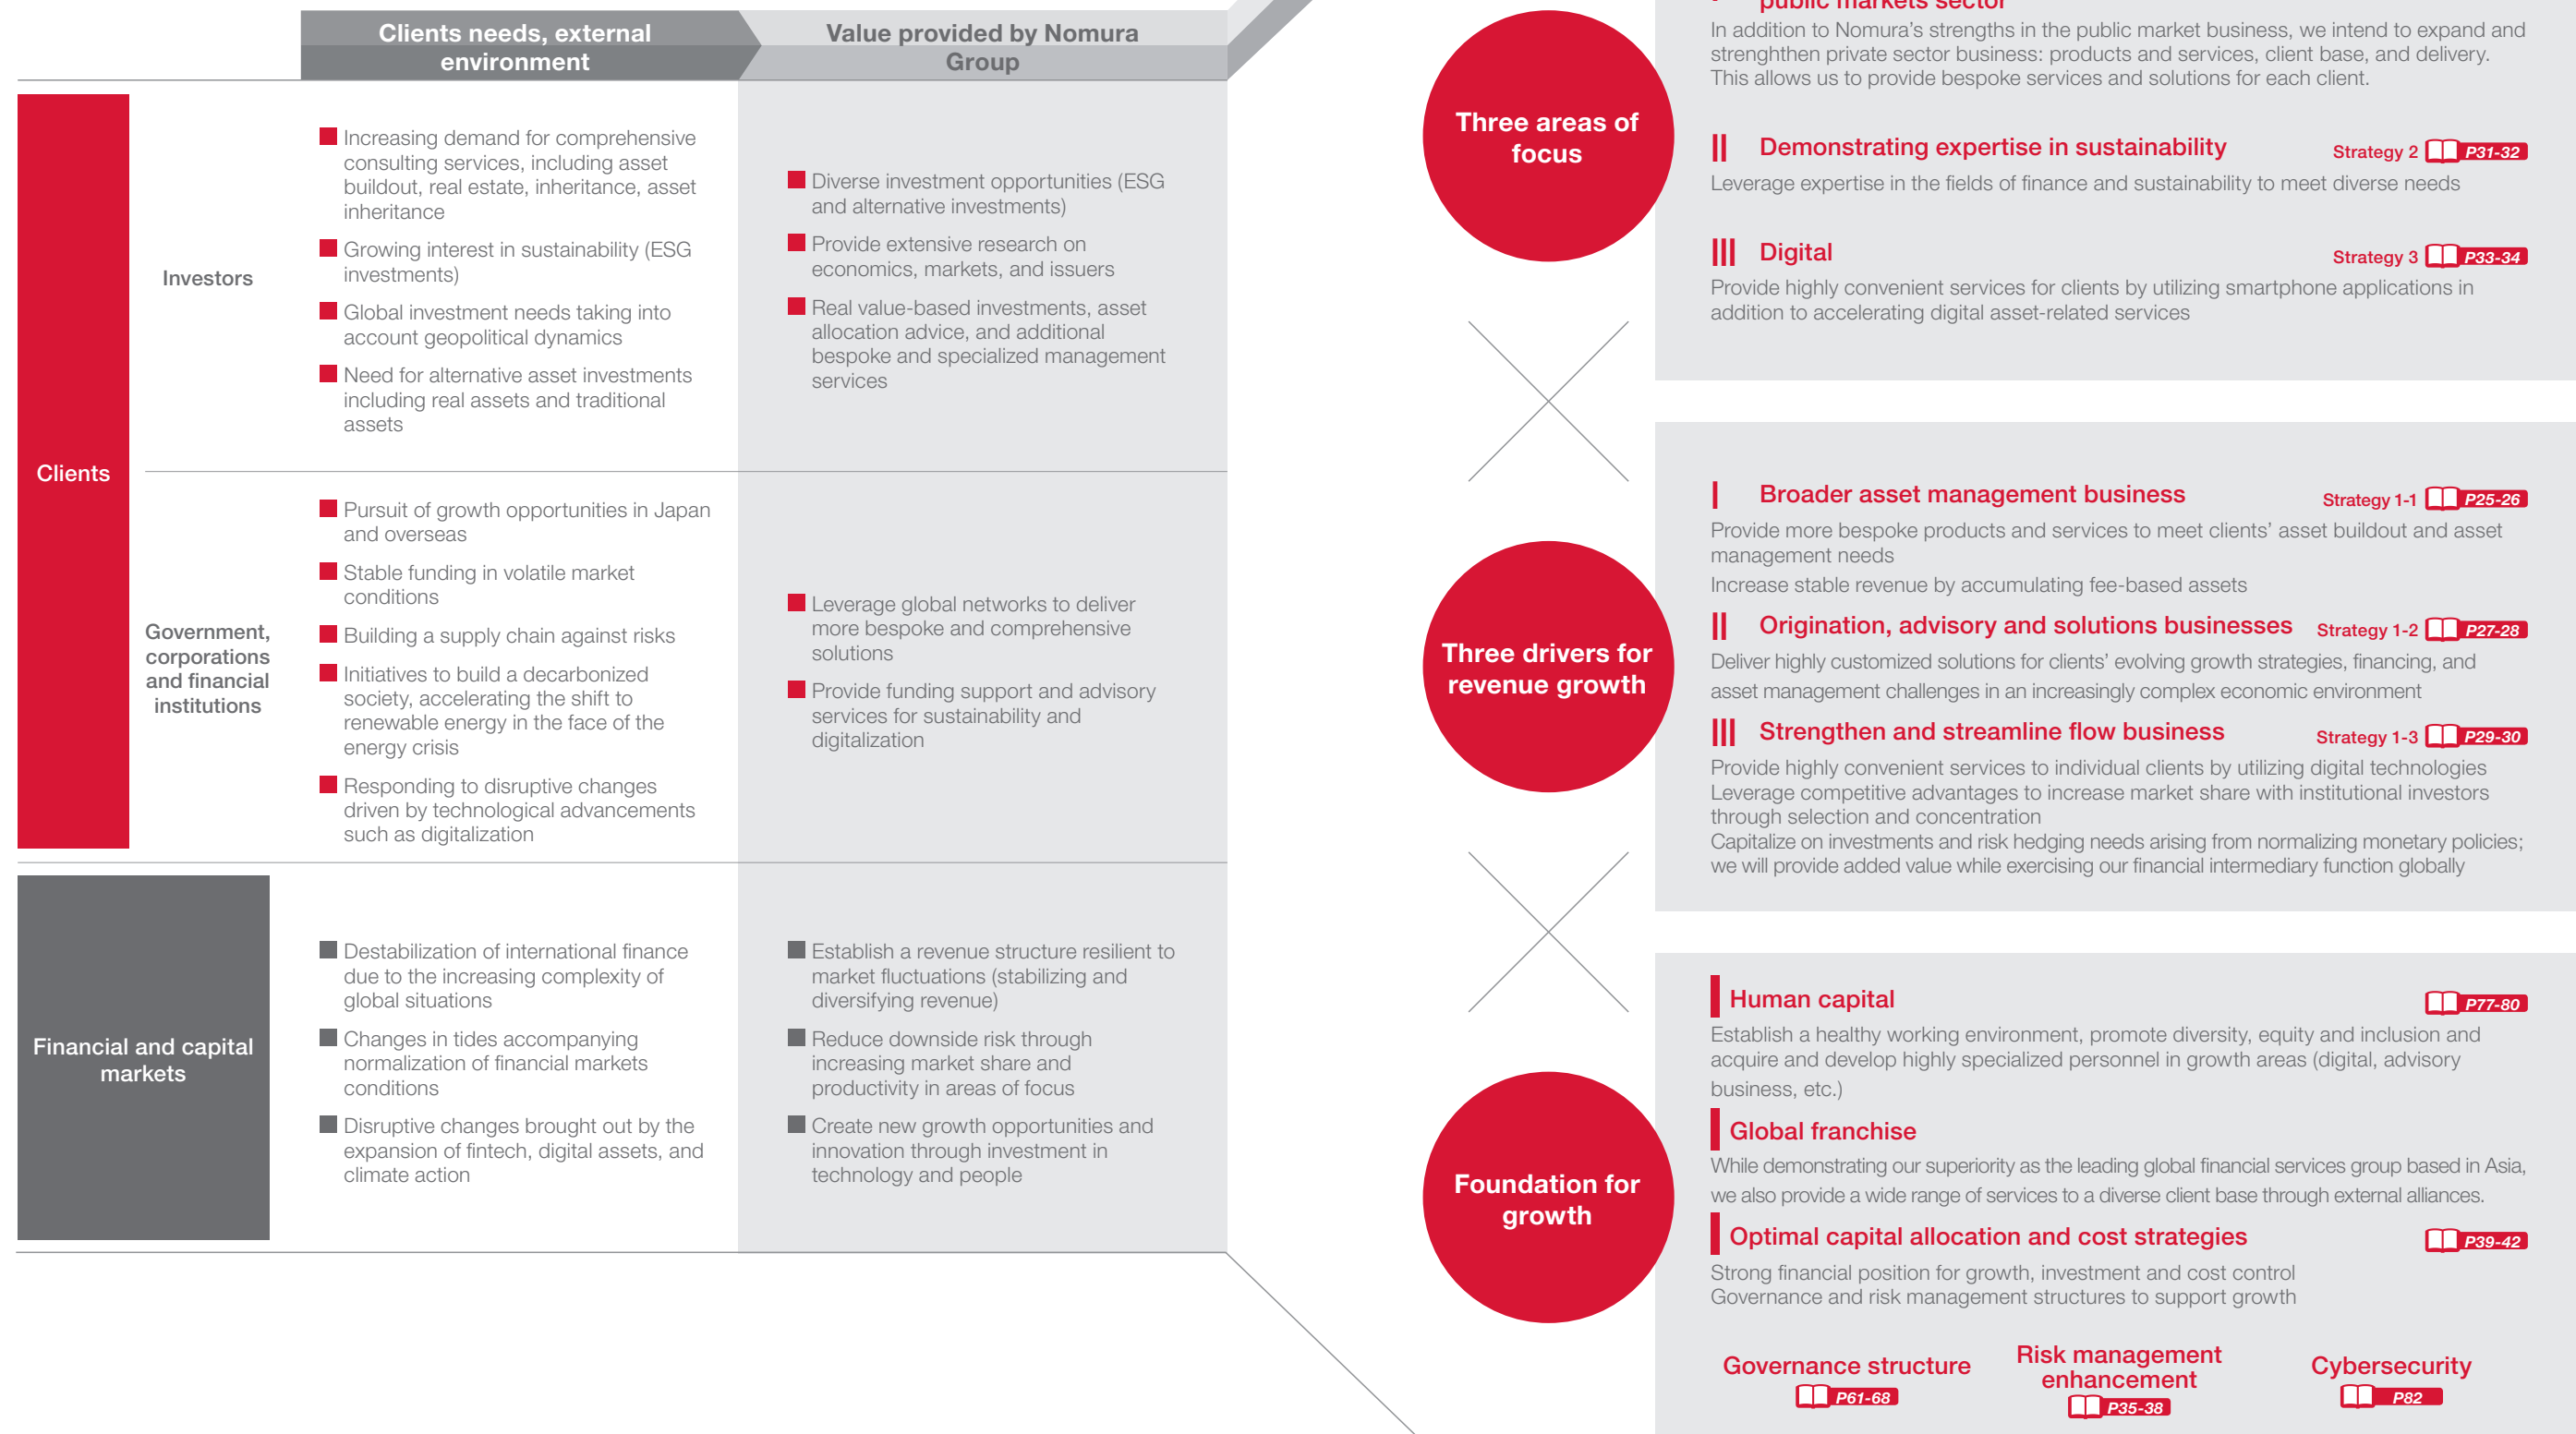 Clients needs, external
environment
Value provided by Nomura
Group
Clients
Investors
Increasing demand for comprehensive
consulting services, including asset
buildout, real estate, inheritance, asset
inheritance
Growing interest in sustainability (ESG
investments)
Global investment needs taking into
account geopolitical dynamics
Need for alternative asset investments
including real assets and traditional
assets
Diverse investment opportunities (ESG
and alternative investments)
Provide extensive research on
economics, markets, and issuers
Real value-based investments, asset
allocation advice, and additional
bespoke and specialized management
services
Government,
corporations
and financial
institutions
Pursuit of growth opportunities in Japan
and overseas
Stable funding in volatile market
conditions
Building a supply chain against risks
Initiatives to build a decarbonized
society, accelerating the shift to
renewable energy in the face of the
energy crisis
Responding to disruptive changes
driven by technological advancements
such as digitalization
Leverage global networks to deliver
more bespoke and comprehensive
solutions
Provide funding support and advisory
services for sustainability and
digitalization
Financial and capital
markets
Destabilization of international finance
due to the increasing complexity of
global situations
Changes in tides accompanying
normalization of financial markets
conditions
Disruptive changes brought out by the
expansion of fintech, digital assets, and
climate action
Establish a revenue structure resilient to
market fluctuations (stabilizing and
diversifying revenue)
Reduce downside risk through
increasing market share and
productivity in areas of focus
Create new growth opportunities and
innovation through investment in
technology and people
Three areas of
focus
public markets sector
In addition to Nomura's strengths in the public market business, we intend to expand and
strenghthen private sector business: products and services, client base, and delivery.
This allows us to provide bespoke services and solutions for each client.
II Demonstrating expertise in sustainability Strategy 2 P31-32
Leverage expertise in the fields of finance and sustainability to meet diverse needs
III Digital Strategy 3 P33-34
Provide highly convenient services for clients by utilizing smartphone applications in
addition to accelerating digital asset-related services
Three drivers for
revenue growth
I Broader asset management business Strategy 1-1 P25-26
Provide more bespoke products and services to meet clients' asset buildout and asset
management needs
Increase stable revenue by accumulating fee-based assets
II Origination, advisory and solutions businesses Strategy 1-2 P27-28
Deliver highly customized solutions for clients' evolving growth strategies, financing, and
asset management challenges in an increasingly complex economic environment
III Strengthen and streamline flow business Strategy 1-3 P29-30
Provide highly convenient services to individual clients by utilizing digital technologies
Leverage competitive advantages to increase market share with institutional investors
through selection and concentration
Capitalize on investments and risk hedging needs arising from normalizing monetary policies;
we will provide added value while exercising our financial intermediary function globally
Foundation for
growth
Human capital P77-80
Establish a healthy working environment, promote diversity, equity and inclusion and
acquire and develop highly specialized personnel in growth areas (digital, advisory
business, etc.)
Global franchise
While demonstrating our superiority as the leading global financial services group based in Asia,
we also provide a wide range of services to a diverse client base through external alliances.
Optimal capital allocation and cost strategies P39-42
Strong financial position for growth, investment and cost control
Governance and risk management structures to support growth
Governance structure
P61-68
Risk management
enhancement
P35-38
Cybersecurity
P82